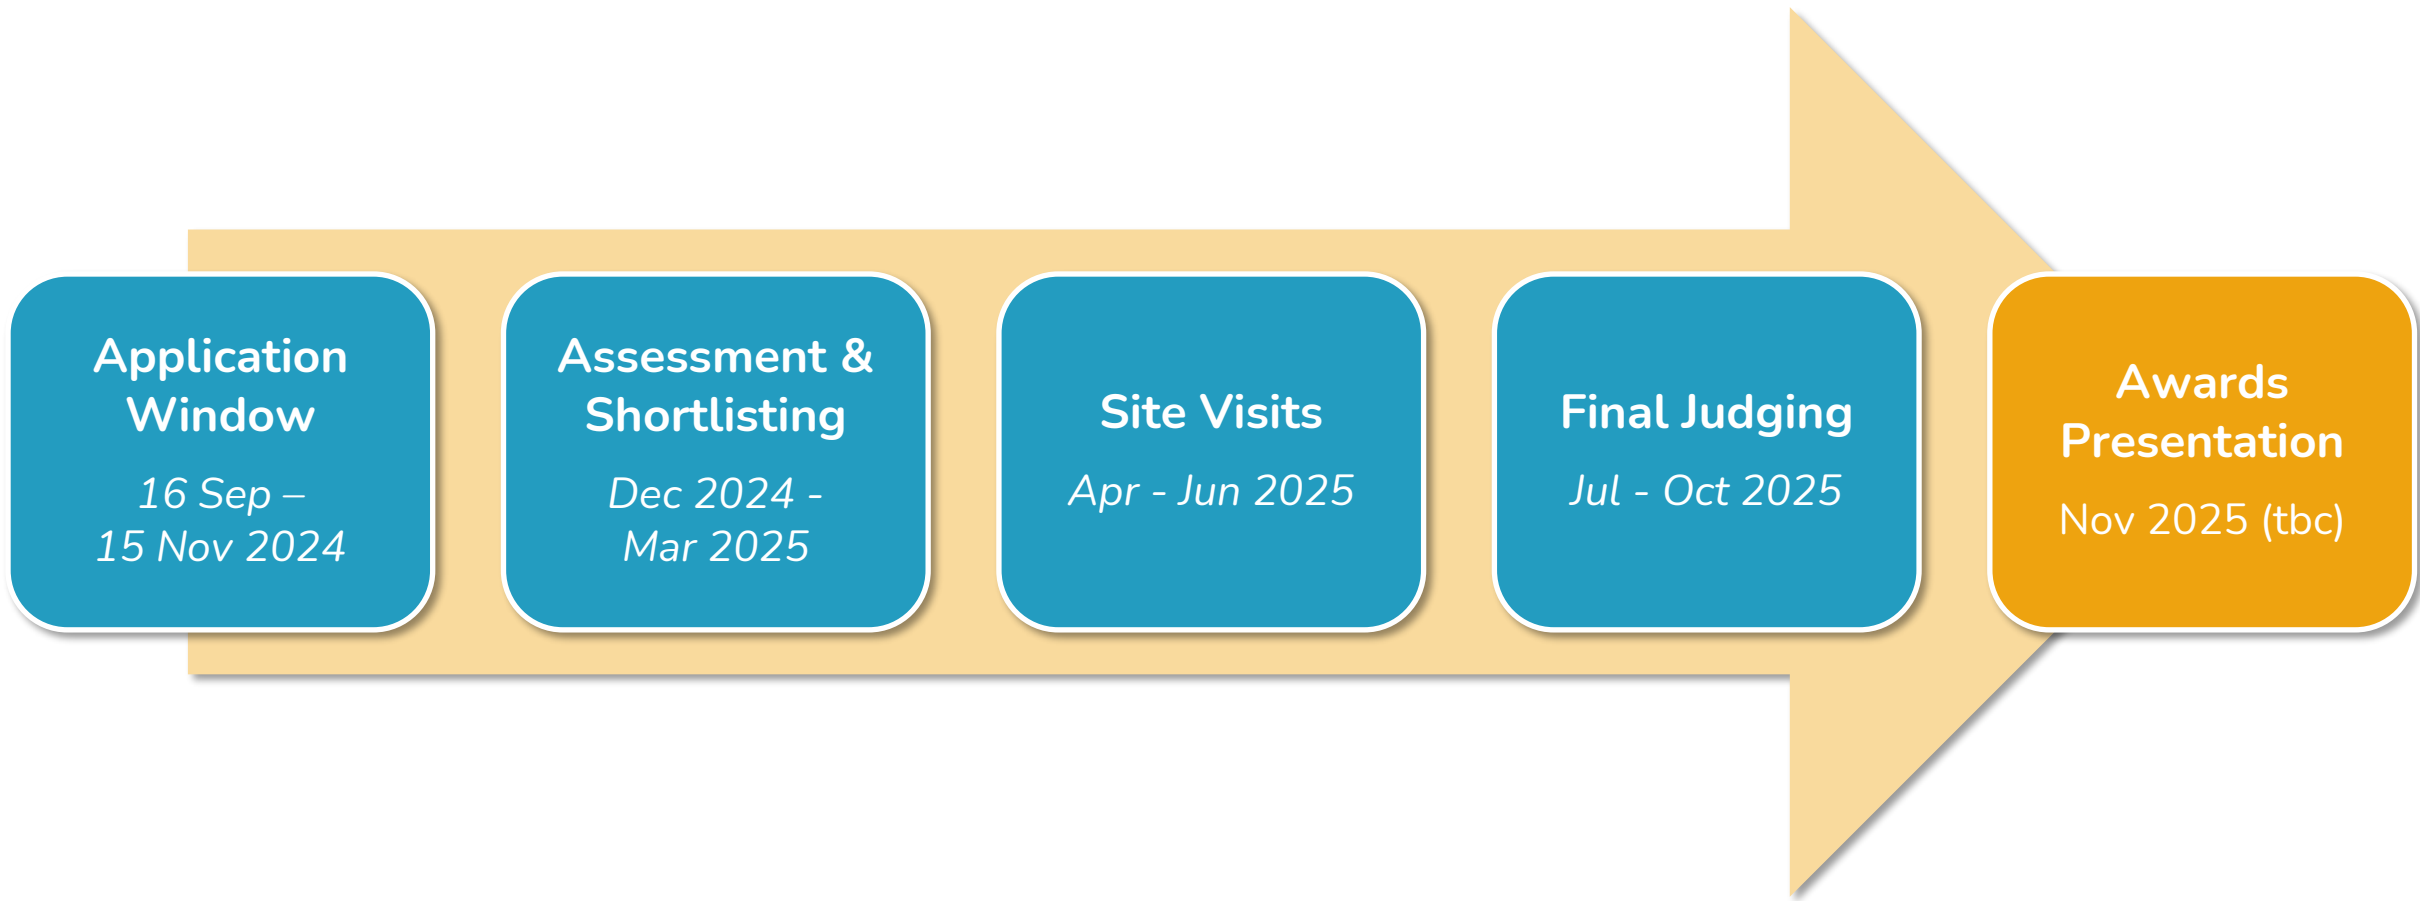 Application
Window
16 Sep –
15 Nov 2024
Assessment &
Shortlisting
Dec 2024 -
Mar 2025
Site Visits
Apr - Jun 2025
Final Judging
Jul - Oct 2025
Awards
Presentation
Nov 2025 (tbc)